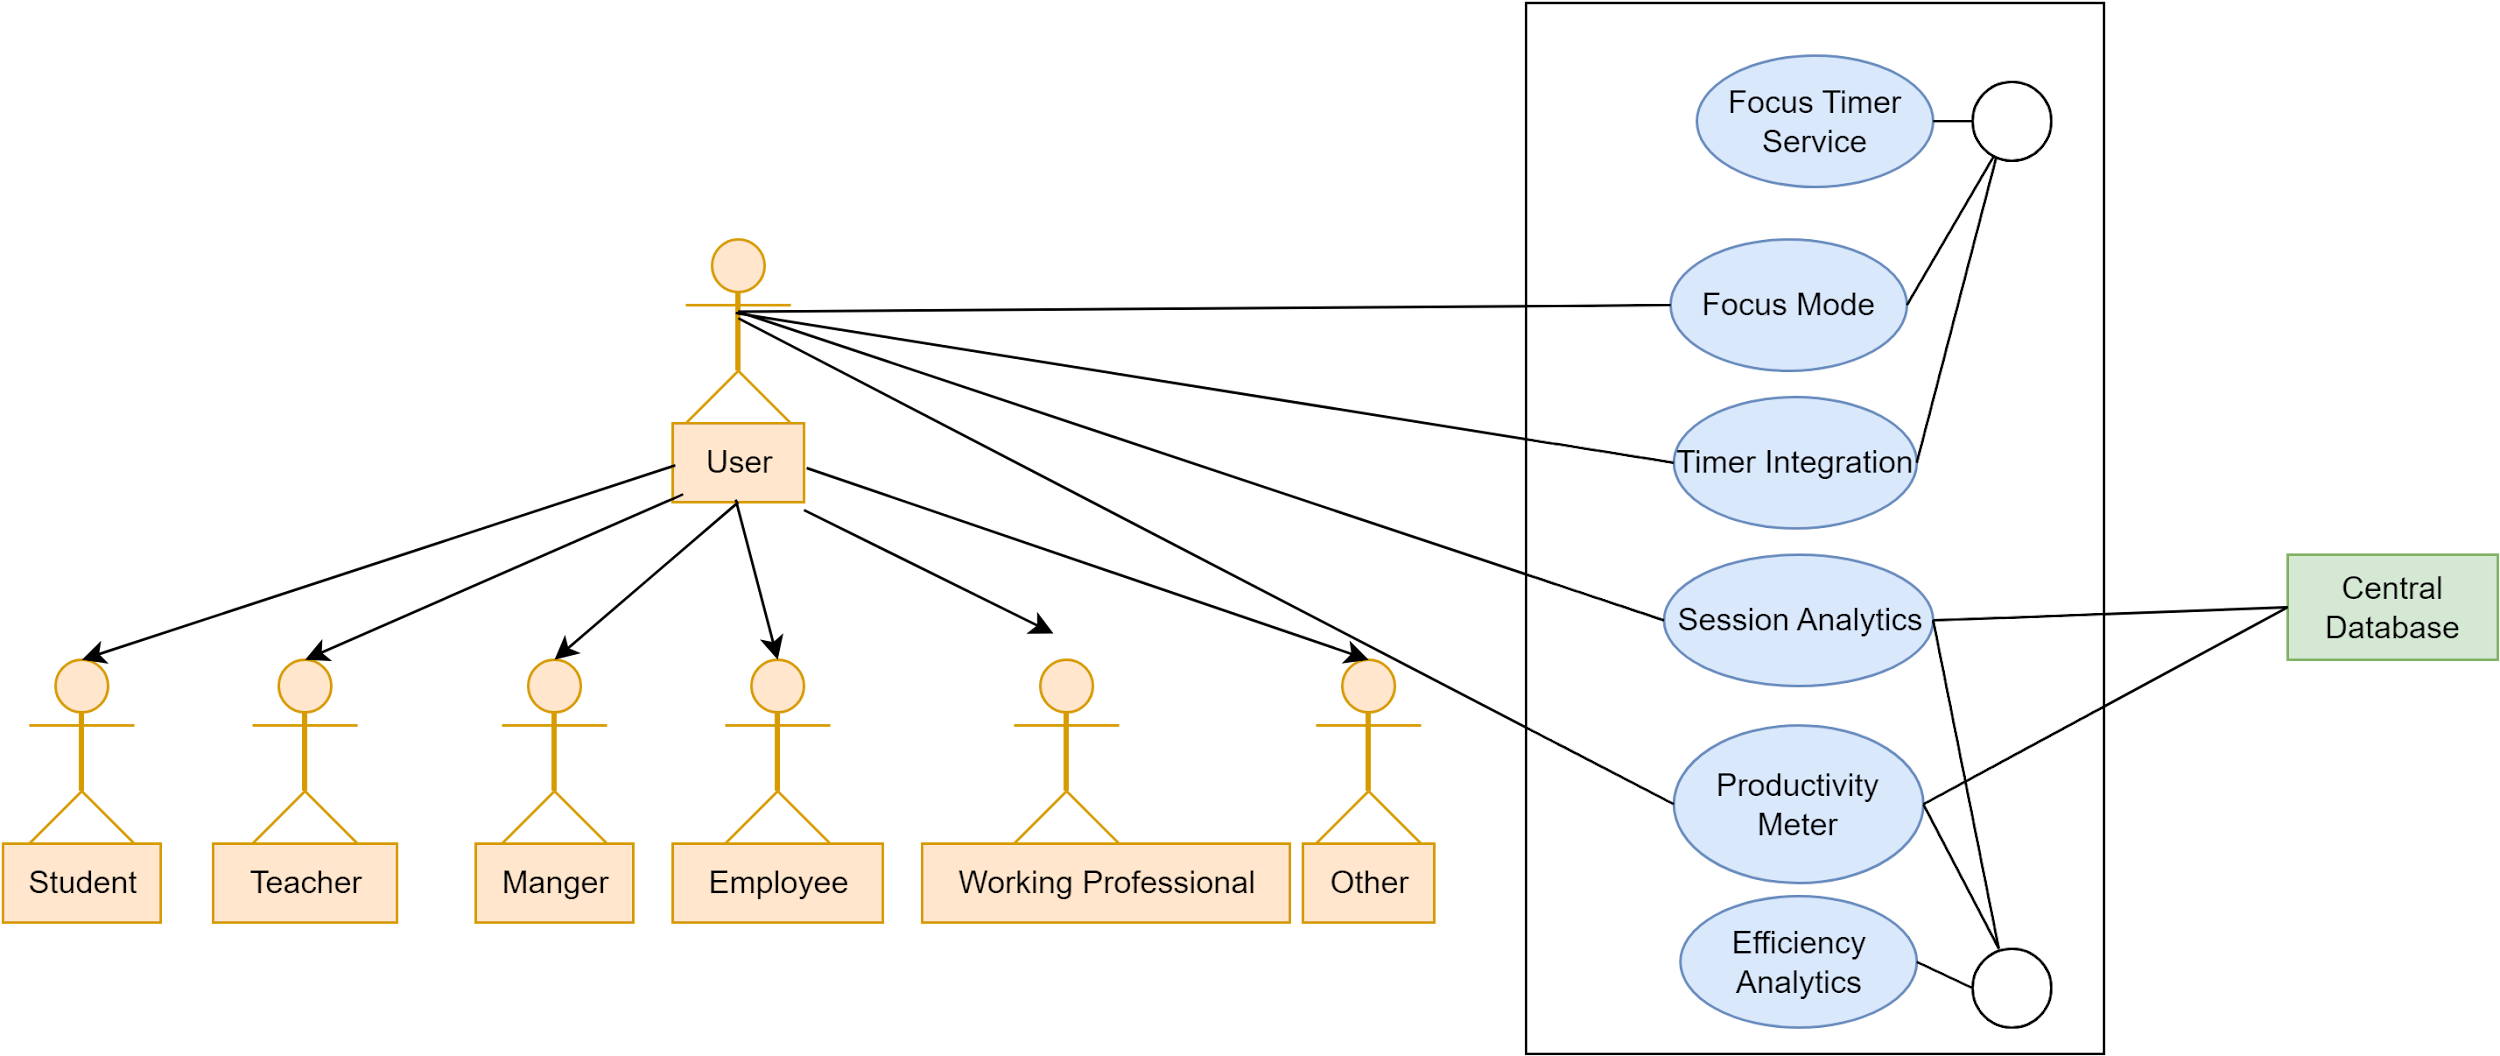 Focus Timer
Service
Focus Mode
User
Timer Integration
Session Analytics
Central
Database
Productivity
Meter
Student
Teacher
Manger
Employee
Working Professional
Other
Efficiency
Analytics